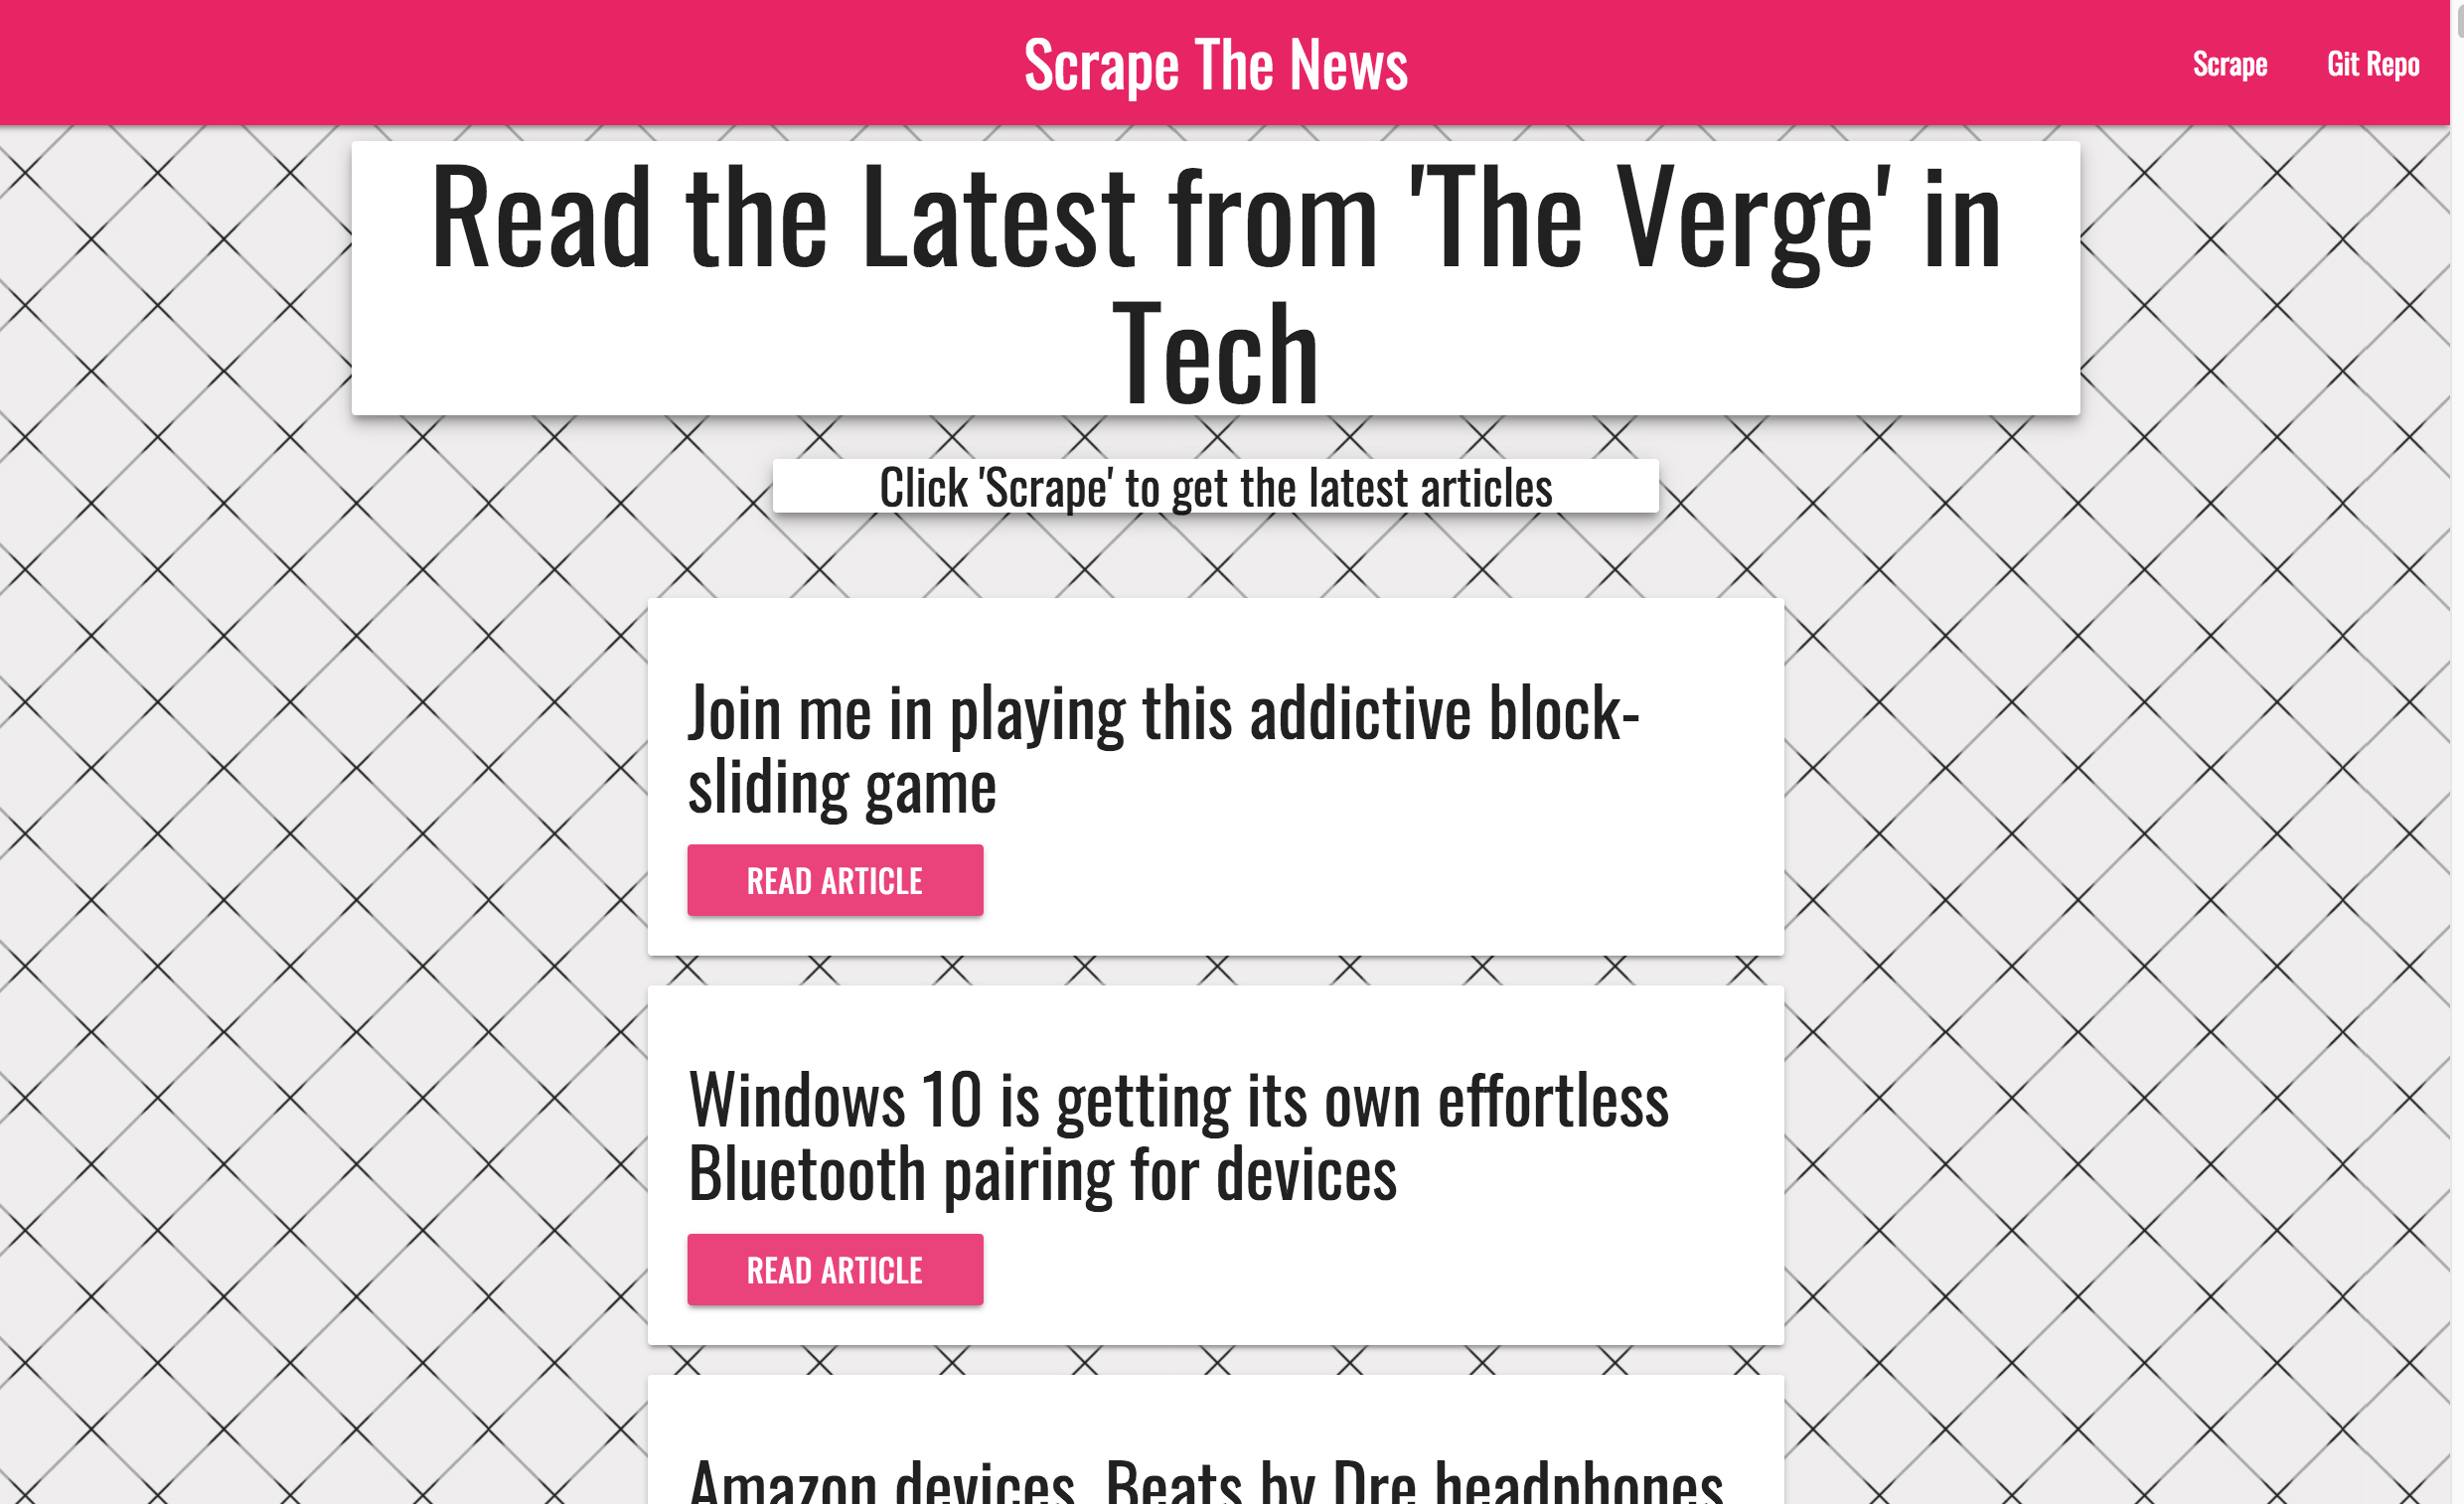 Scrape The News
Scrape
Git Repo
Read the Latest from 'The Verge' in
Tech
Click 'Scrape' to get the latest articles
Join me in playing this addictive block-
sliding game
READ ARTICLE
Windows 10 is getting its own effortless
Bluetooth pairing for devices
READ ARTICLE
Amazon devices, Beats by Dre headphones